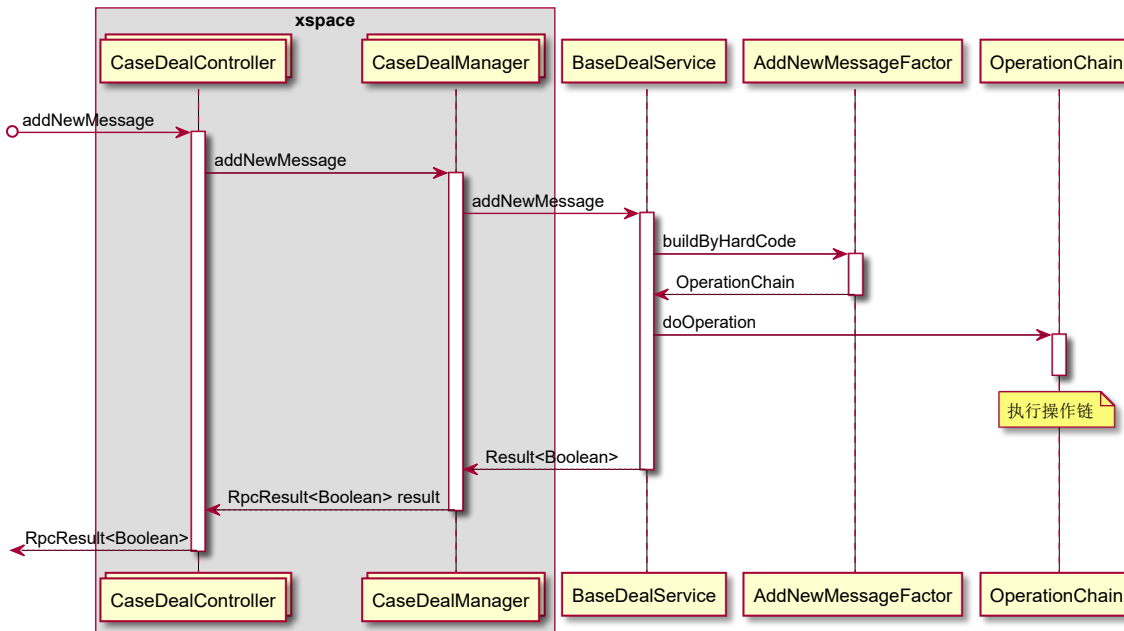 xspace
CaseDealController
CaseDealManager
BaseDealService
AddNewMessageFactor
OperationChain
addNewMessage
addNewMessage
addNewMessage
buildByHardCode
OperationChain
doOperation
执行操作链
Result<Boolean>
RpcResult<Boolean> result
RpcResult<Boolean>
CaseDealController
CaseDealManager
BaseDealService
AddNewMessageFactor
OperationChain